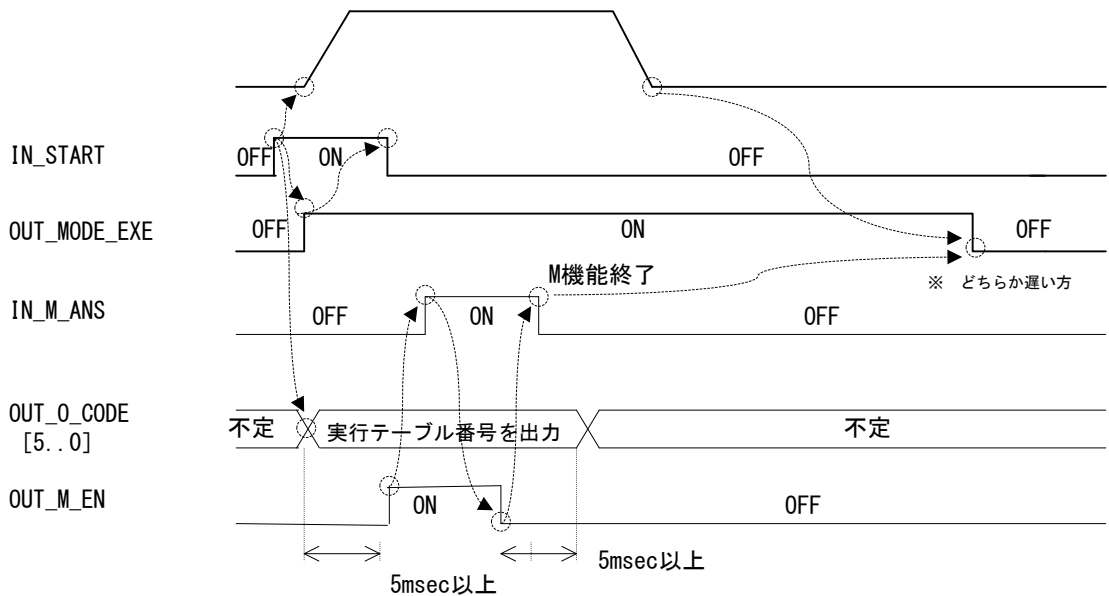 IN_START
OFF
ON
OFF
OUT_MODE_EXE
OFF
ON
OFF
M機能終了
※ どちらか遅い方
IN_M_ANS
OFF
ON
OFF
OUT_O_CODE
[5..0]
不定
実行テーブル番号を出力
不定
OUT_M_EN
ON
OFF
5msec以上
5msec以上